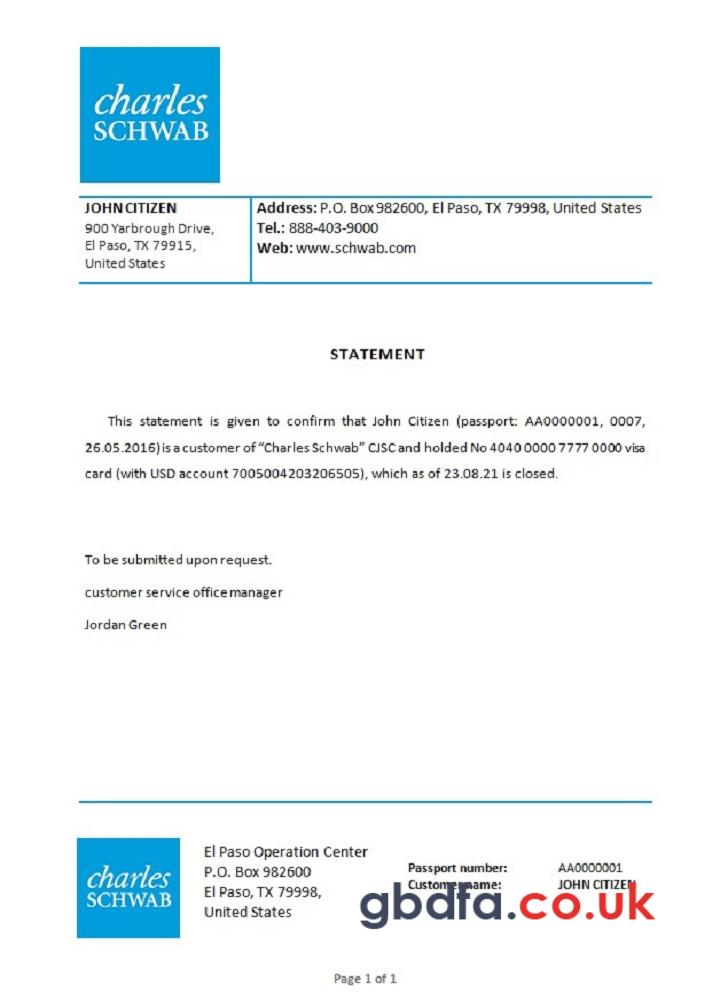 charles
SCHWAB
JOHN CITIZEN
900 Yarbrough Drive,
El Paso, TX 79915,
United States
Address: P.O. Box 982600, El Paso, TX 79998, United States
Tel.: 888-403-9000
Web: www.schwab.com
STATEMENT
This statement is given to confirm that John Citizen (passport: AA0000001, 0007,
26.05.2016) is a customer of “Charles Schwab” CJSC and holded No 4040 0000 7777 0000 visa
card (with USD account 7005004203206505), which as of 23.08.21 is closed.
To be submitted upon request.
customer service office manager
Jordan Green
charles
SCHWAB
El Paso Operation Center
P.O. Box 982600
El Paso, TX 79998,
United States
Passport number: AA0000001
Customer name: JOHN CITIZEN
gbdfa.co.uk
Page 1 of 1